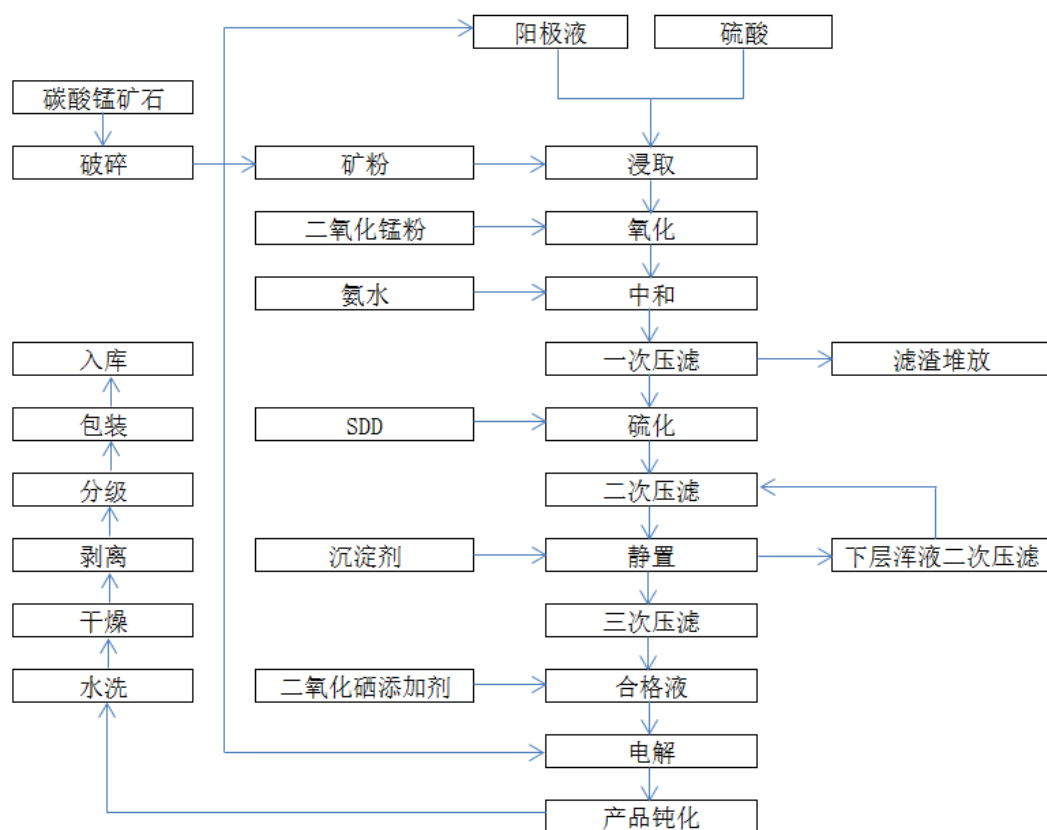 阳极液
硫酸
碳酸锰矿石
破碎
矿粉
浸取
二氧化锰粉
氧化
氨水
中和
入库
一次压滤
滤渣堆放
包装
SDD
硫化
分级
二次压滤
剥离
沉淀剂
静置
下层浑液二次压滤
干燥
三次压滤
水洗
二氧化硒添加剂
合格液
电解
产品钝化